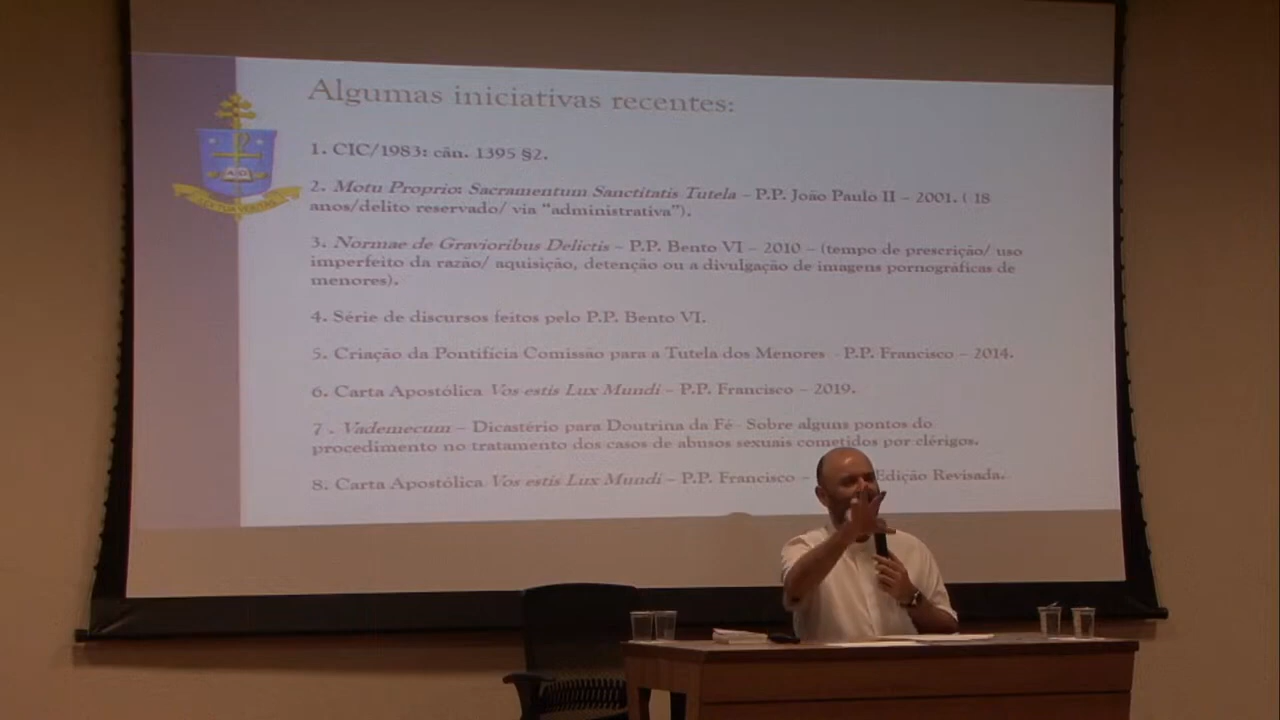 Algumas iniciativas recentes:
1. CIC/1983: cân. 1395 §2.
2. Motu Proprio: Sacramentum Sanctitatis Tutela – P.P. João Paulo II – 2001. ( 18
anos/delito reservado/ via “administrativa”).
3. Normae de Gravioribus Delictis – P.P. Bento VI – 2010 – (tempo de prescrição/ uso
imperfeito da razão/ aquisição, detenção ou a divulgação de imagens pornográficas de
menores).
4. Série de discursos feitos pelo P.P. Bento VI.
5. Criação da Pontifícia Comissão para a Tutela dos Menores - P.P. Francisco – 2014.
6. Carta Apostólica Vos estis Lux Mundi – P.P. Francisco – 2019.
7 . Vademecum – Dicastério para Doutrina da Fé- Sobre alguns pontos do
procedimento no tratamento dos casos de abusos sexuais cometidos por clérigos.
8. Carta Apostólica Vos estis Lux Mundi – P.P. Francisco – Edição Revisada.